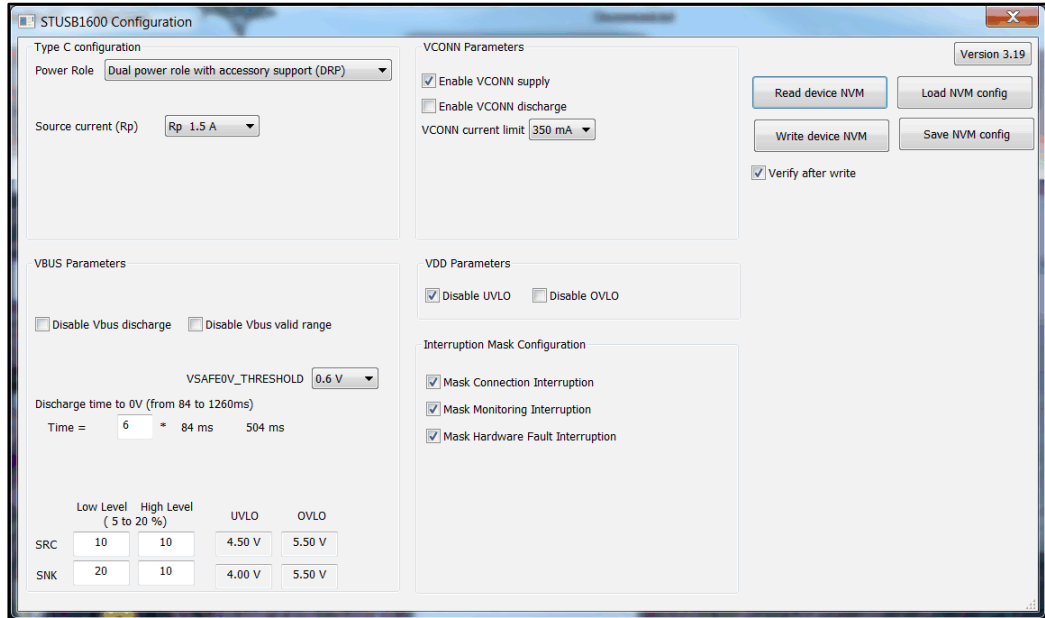 STUSB1600 Configuration
Type C configuration
Power Role Dual power role with accessory support (DRP)
Source current (Rp) Rp 1.5 A
VCONN Parameters
Enable VCONN supply
Enable VCONN discharge
VCONN current limit 350 mA
Version 3.19
Read device NVM Load NVM config
Write device NVM Save NVM config
Verify after write
VBUS Parameters
Disable Vbus discharge Disable Vbus valid range
VSAFE0V_THRESHOLD 0.6 V
Discharge time to 0V (from 84 to 1260ms)
Time = 6 * 84 ms 504 ms
Low Level High Level UVLO OVLO
( 5 to 20 %)
SRC 10 10 4.50 V 5.50 V
SNK 20 10 4.00 V 5.50 V
VDD Parameters
Disable UVLO Disable OVLO
Interruption Mask Configuration
Mask Connection Interruption
Mask Monitoring Interruption
Mask Hardware Fault Interruption